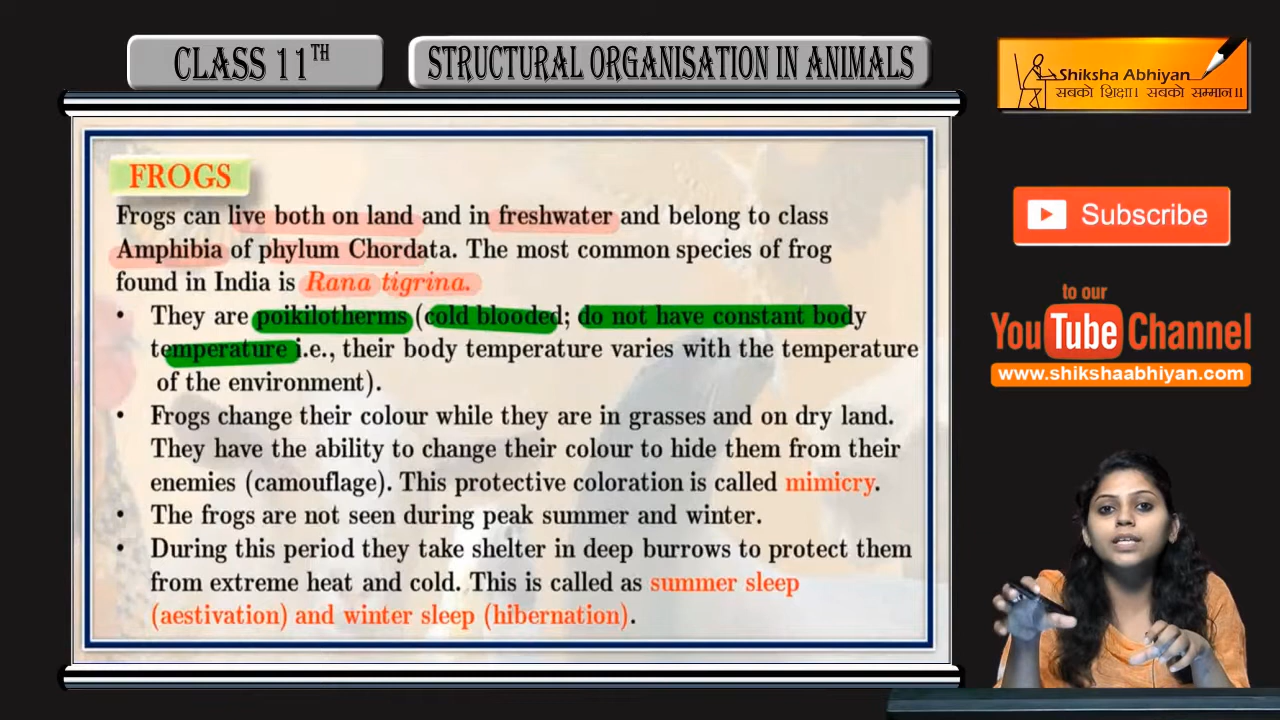 CLASS 11TH
STRUCTURAL ORGANISATION IN ANIMALS
Shiksha Abhiyan
सबको शिक्षा। सबको सम्मान।।
FROGS
Frogs can live both on land and in freshwater and belong to class
Amphibia of phylum Chordata. The most common species of frog
found in India is Rana tigrina.
• They are poikilotherms (cold blooded; do not have constant body
temperature i.e., their body temperature varies with the temperature
of the environment).
• Frogs change their colour while they are in grasses and on dry land.
They have the ability to change their colour to hide them from their
enemies (camouflage). This protective coloration is called mimicry.
• The frogs are not seen during peak summer and winter.
• During this period they take shelter in deep burrows to protect them
from extreme heat and cold. This is called as summer sleep
(aestivation) and winter sleep (hibernation).
Subscribe
to our
YouTube Channel
www.shikshaabhiyan.com